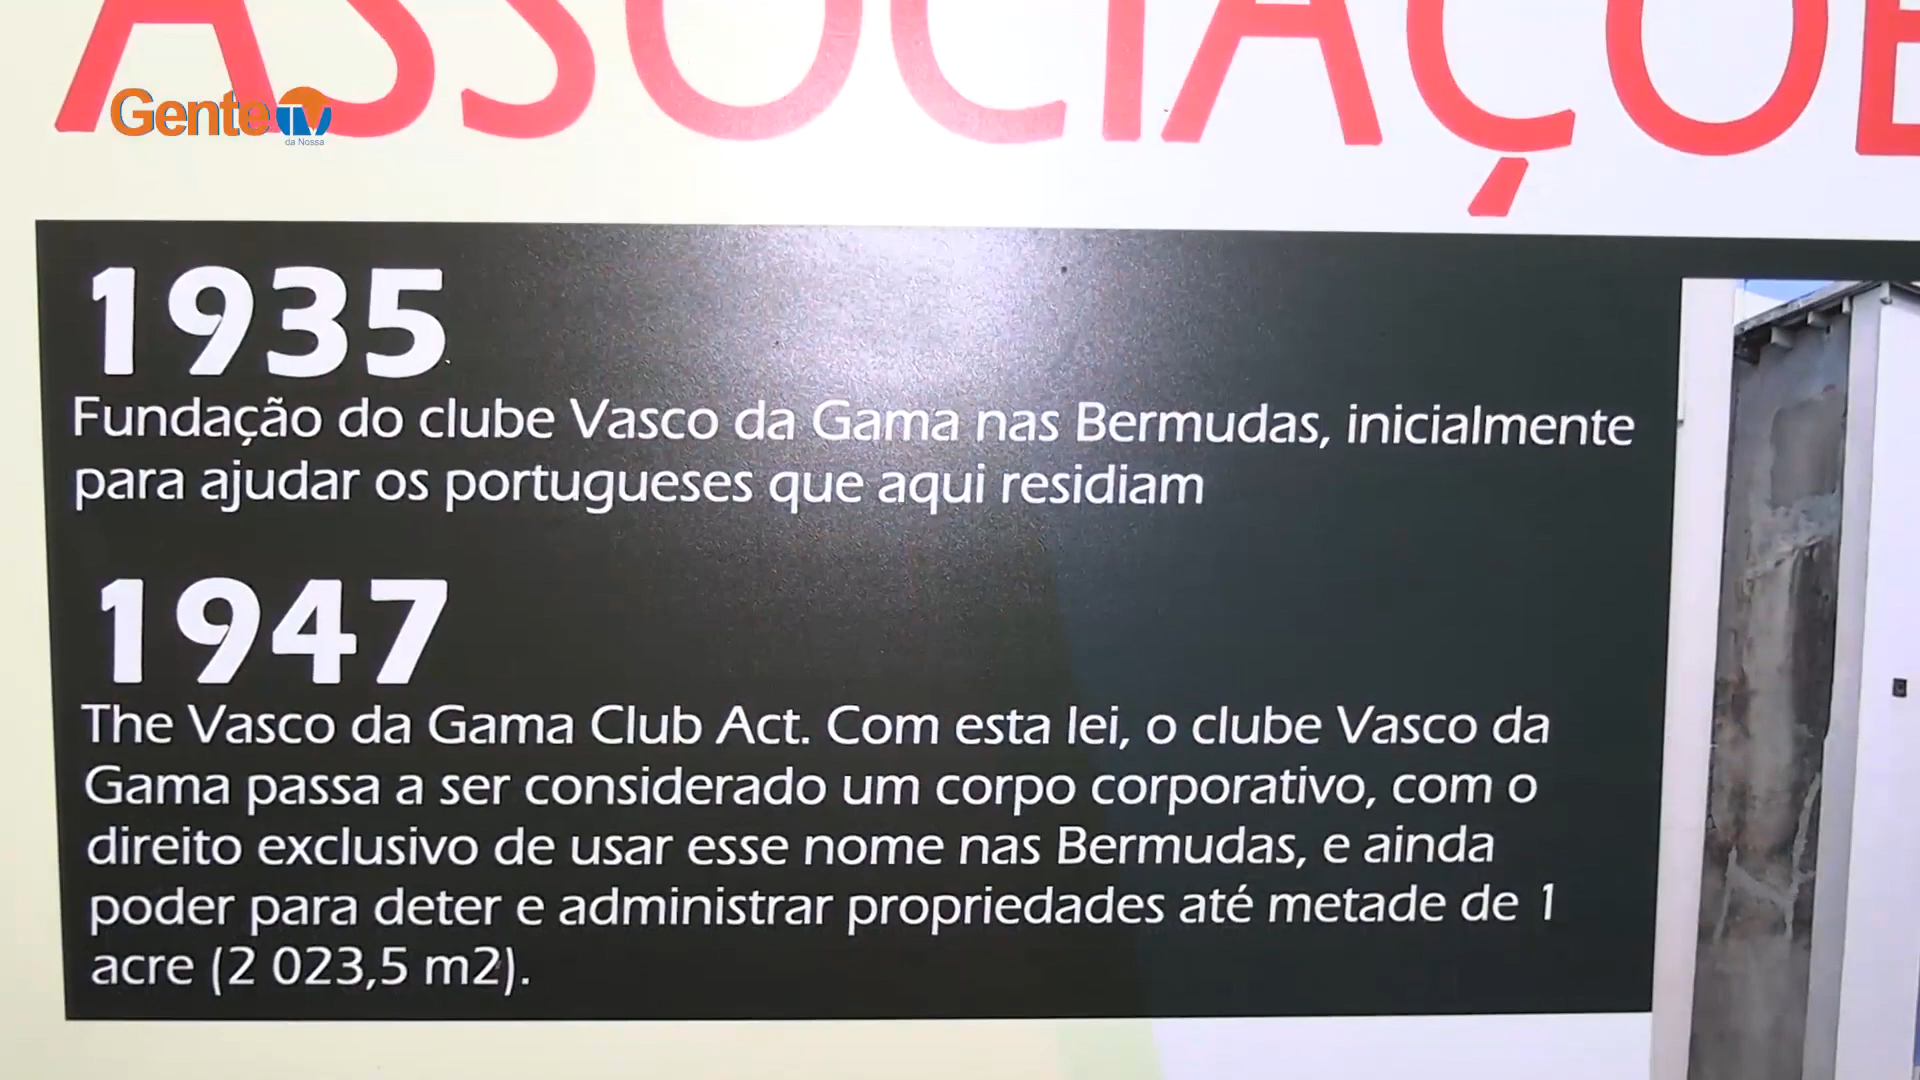 ASSOCIAÇÕE
Gente TV
da Nossa
1935
Fundação do clube Vasco da Gama nas Bermudas, inicialmente
para ajudar os portugueses que aqui residiam
1947
The Vasco da Gama Club Act. Com esta lei, o clube Vasco da
Gama passa a ser considerado um corpo corporativo, com o
direito exclusivo de usar esse nome nas Bermudas, e ainda
poder para deter e administrar propriedades até metade de 1
acre (2 023,5 m2).